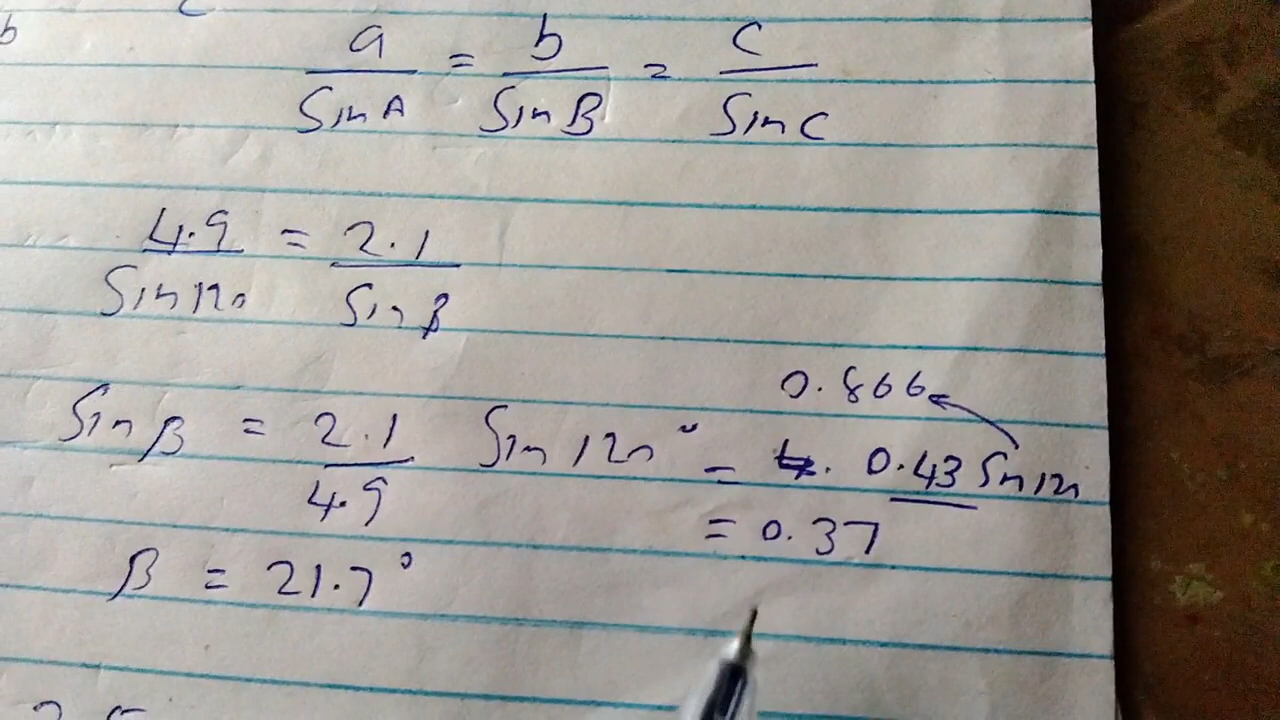 b c
a/SinA = b/SinB = c/SinC
4.9/Sin120 = 2.1/Sinβ
0.866
Sinβ = 2.1/4.9 Sin120° = 0.43 Sin120
= 0.37
β = 21.7°